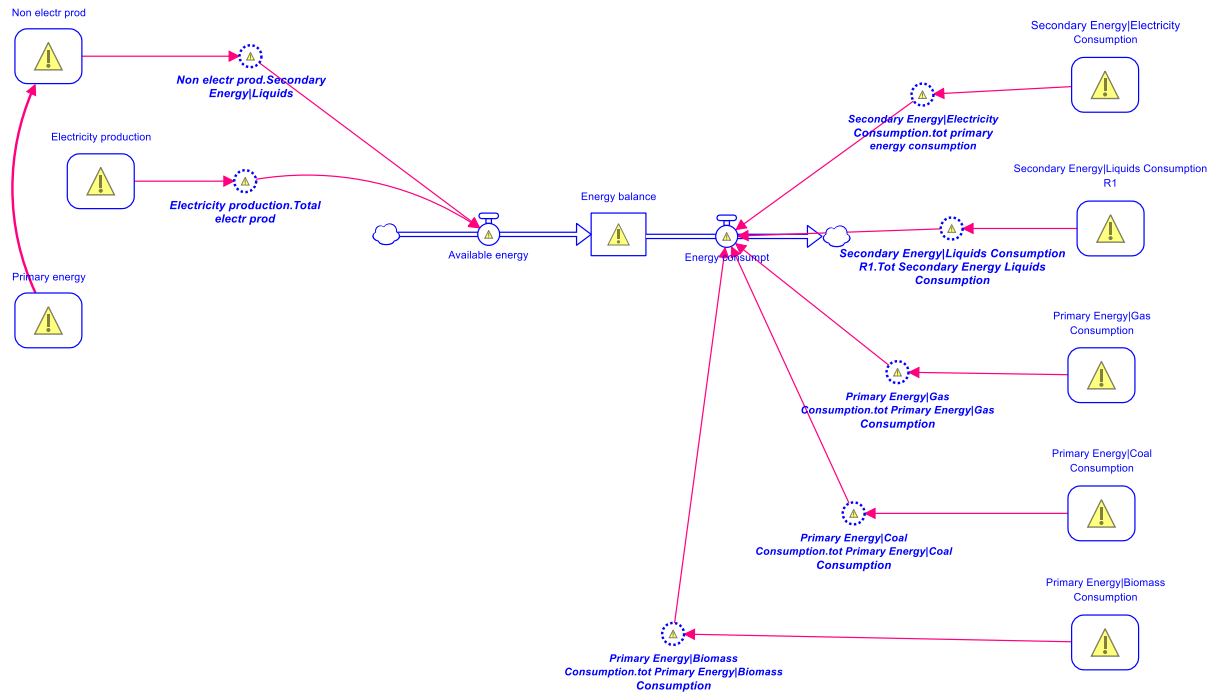 Non electr prod
Non electr prod.Secondary
Energy|Liquids
Electricity production
Electricity production.Total
electr prod
Primary energy
Available energy
Energy balance
Energy consumpt
Secondary Energy|Electricity
Consumption
Secondary Energy|Electricity
Consumption.tot primary
energy consumption
Secondary Energy|Liquids Consumption
R1
Secondary Energy|Liquids Consumption
R1.Tot Secondary Energy Liquids
Consumption
Primary Energy|Gas
Consumption
Primary Energy|Gas
Consumption.tot Primary Energy|Gas
Consumption
Primary Energy|Coal
Consumption
Primary Energy|Coal
Consumption.tot Primary Energy|Coal
Consumption
Primary Energy|Biomass
Consumption
Primary Energy|Biomass
Consumption.tot Primary Energy|Biomass
Consumption